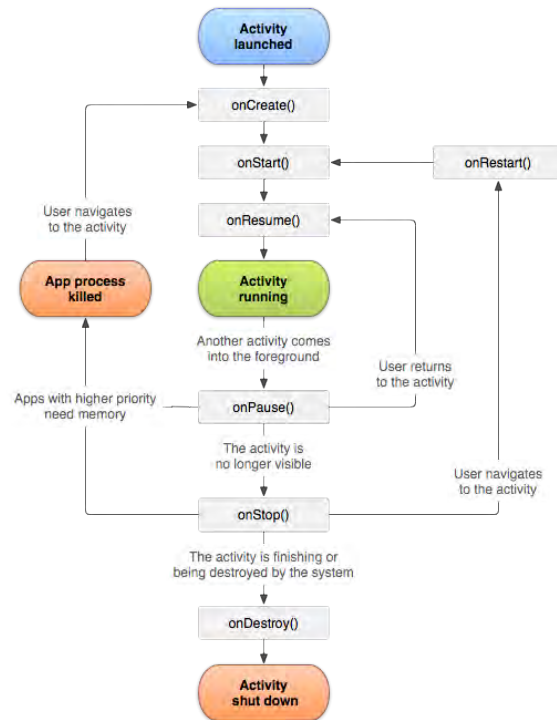 Activity
launched
onCreate()
onStart()
onRestart()
User navigates
to the activity
onResume()
App process
killed
Activity
running
Another activity comes
into the foreground
User returns
to the activity
Apps with higher priority
need memory
onPause()
The activity is
no longer visible
User navigates
to the activity
onStop()
The activity is finishing or
being destroyed by the system
onDestroy()
Activity
shut down